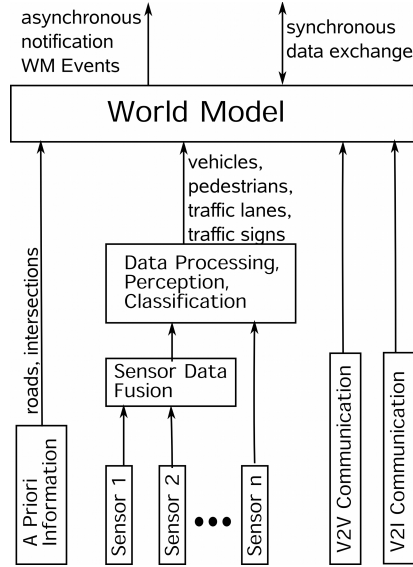 asynchronous
notification
WM Events
synchronous
data exchange
World Model
vehicles,
pedestrians,
traffic lanes,
traffic signs
roads, intersections
Data Processing,
Perception,
Classification
Sensor Data
Fusion
A Priori
Information
Sensor 1
Sensor 2
Sensor n
V2V Communication
V2I Communication